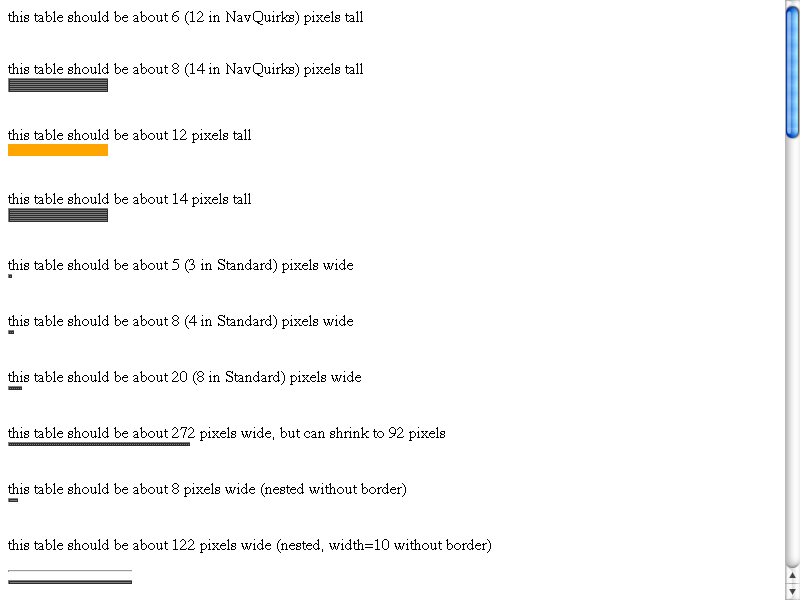 this table should be about 6 (12 in NavQuirks) pixels tall
this table should be about 8 (14 in NavQuirks) pixels tall
this table should be about 12 pixels tall
this table should be about 14 pixels tall
this table should be about 5 (3 in Standard) pixels wide
this table should be about 8 (4 in Standard) pixels wide
this table should be about 20 (8 in Standard) pixels wide
this table should be about 272 pixels wide, but can shrink to 92 pixels
this table should be about 8 pixels wide (nested without border)
this table should be about 122 pixels wide (nested, width=10 without border)